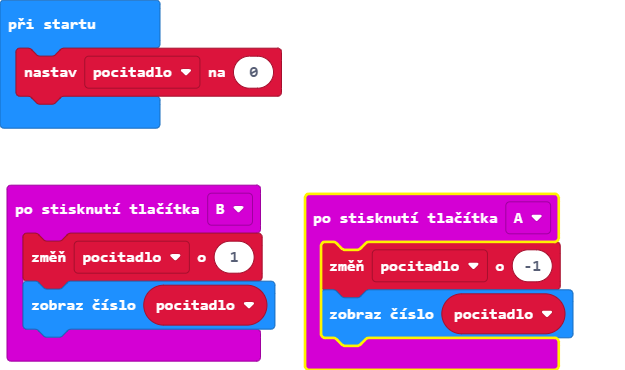 při startu
nastav pocitadlo na 0
po stisknutí tlačítka B
změň pocitadlo o 1
zobraz číslo pocitadlo
po stisknutí tlačítka A
změň pocitadlo o -1
zobraz číslo pocitadlo